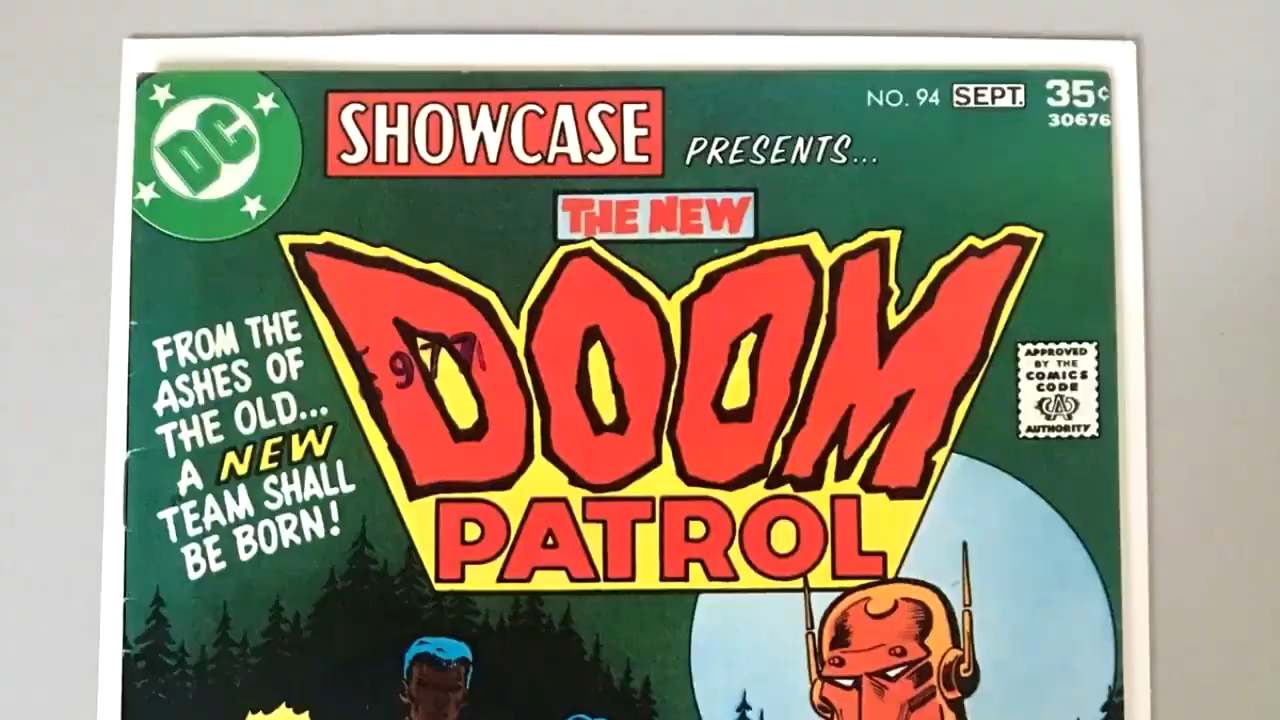 DC
SHOWCASE PRESENTS...
NO. 94 SEPT. 35¢
30676
THE NEW
DOOM
PATROL
1977
FROM THE
ASHES OF
THE OLD...
A NEW
TEAM SHALL
BE BORN!
APPROVED
BY THE
COMICS
CODE
CA
AUTHORITY